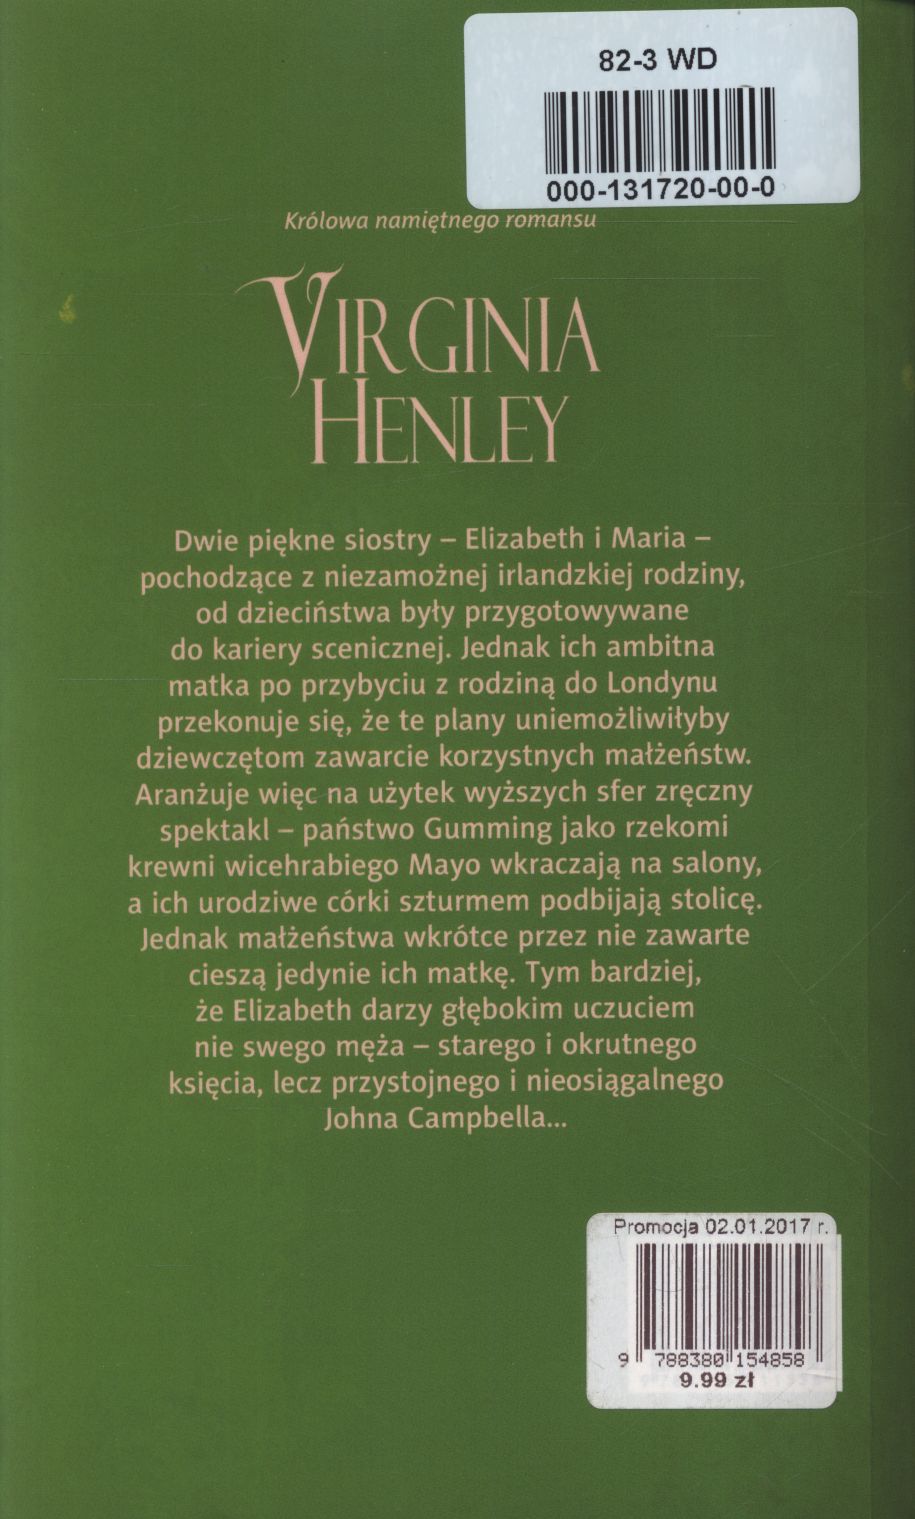 82-3 WD
000-131720-00-0
Królowa namiętnego romansu
VIRGINIA
HENLEY
Dwie piękne siostry – Elizabeth i Maria –
pochodzące z niezamożnej irlandzkiej rodziny,
od dzieciństwa były przygotowywane
do kariery scenicznej. Jednak ich ambitna
matka po przybyciu z rodziną do Londynu
przekonuje się, że te plany uniemożliwiłyby
dziewczętom zawarcie korzystnych małżeństw.
Aranżuje więc na użytek wyższych sfer zręczny
spektakl – państwo Gumming jako rzekomi
krewni wicehrabiego Mayo wkraczają na salony,
a ich urodziwe córki szturmem podbijają stolicę.
Jednak małżeństwa wkrótce przez nie zawarte
cieszą jedynie ich matkę. Tym bardziej,
że Elizabeth darzy głębokim uczuciem
nie swego męża – starego i okrutnego
księcia, lecz przystojnego i nieosiągalnego
Johna Campbella...
Promocja 02.01.2017 r.
9 788380 154858
9.99 zł